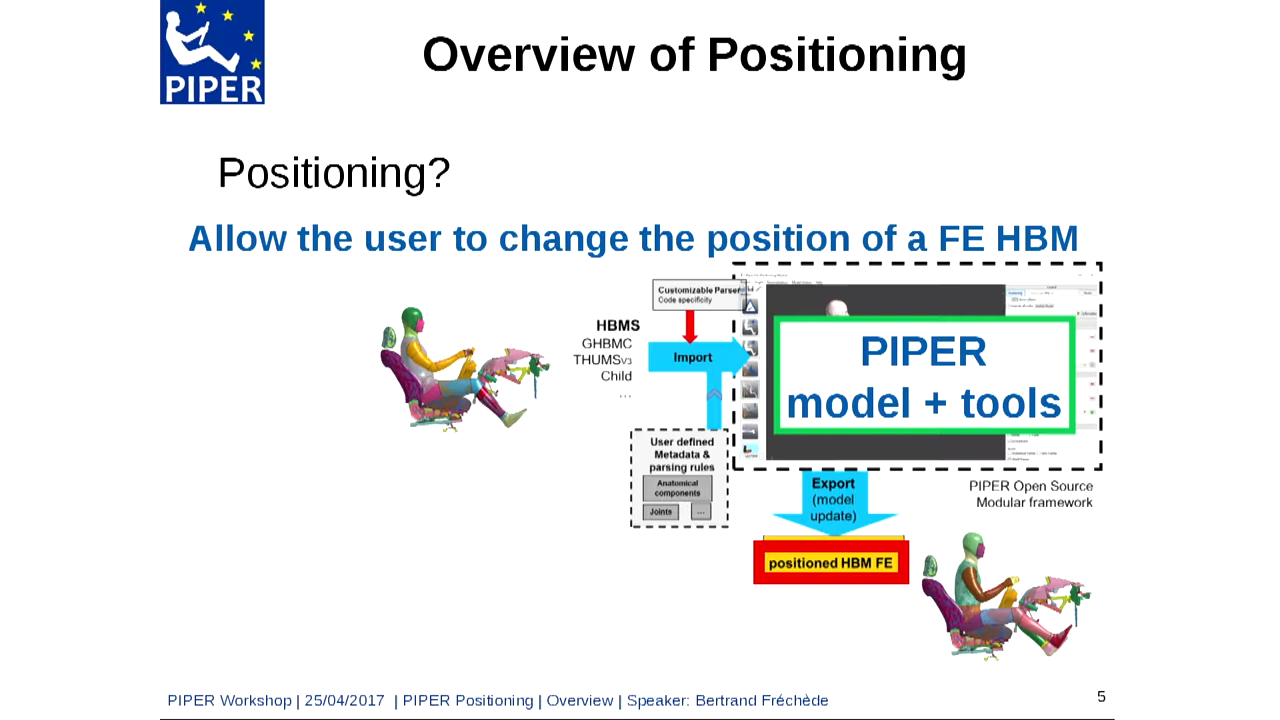 PIPER
Overview of Positioning
Positioning?
Allow the user to change the position of a FE HBM
Customizable Parser
Code specificity
HBMS
GHBMC
THUMSV3
Child
...
Import
PIPER
model + tools
User defined
Metadata &
parsing rules
Anatomical
components
Joints
...
Export
(model
update)
PIPER Open Source
Modular framework
positioned HBM FE
PIPER Workshop | 25/04/2017 | PIPER Positioning | Overview | Speaker: Bertrand Fréchède
5